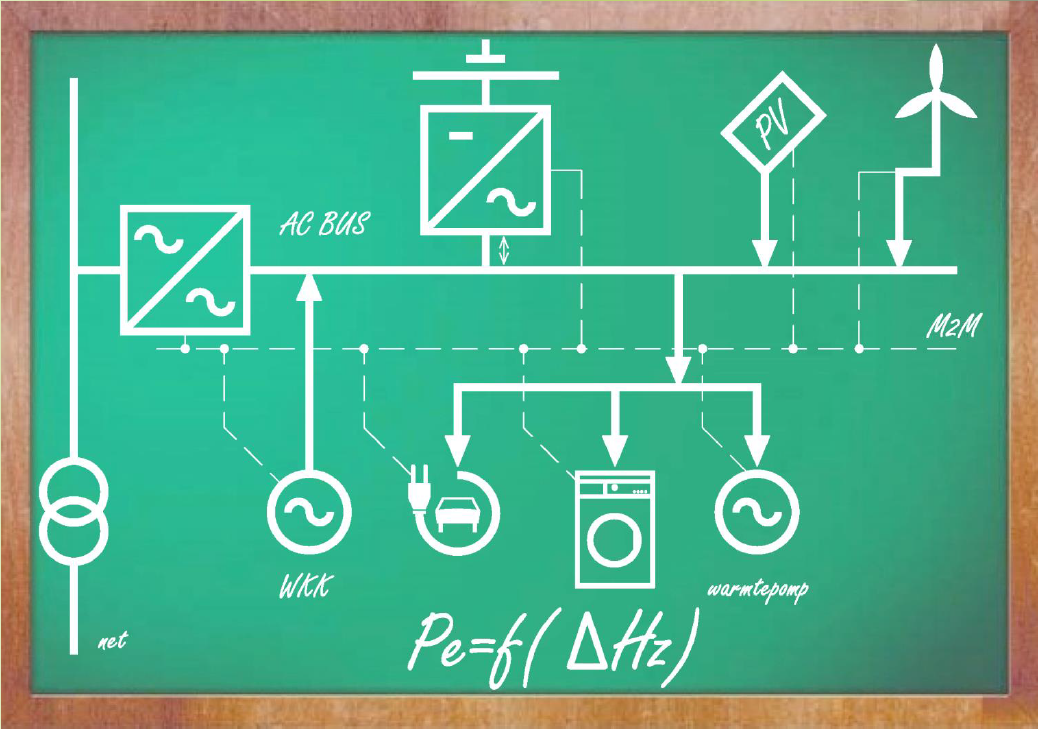 PV
AC BUS
M2M
WKK
warmtepomp
net
Pe=f(ΔHz)